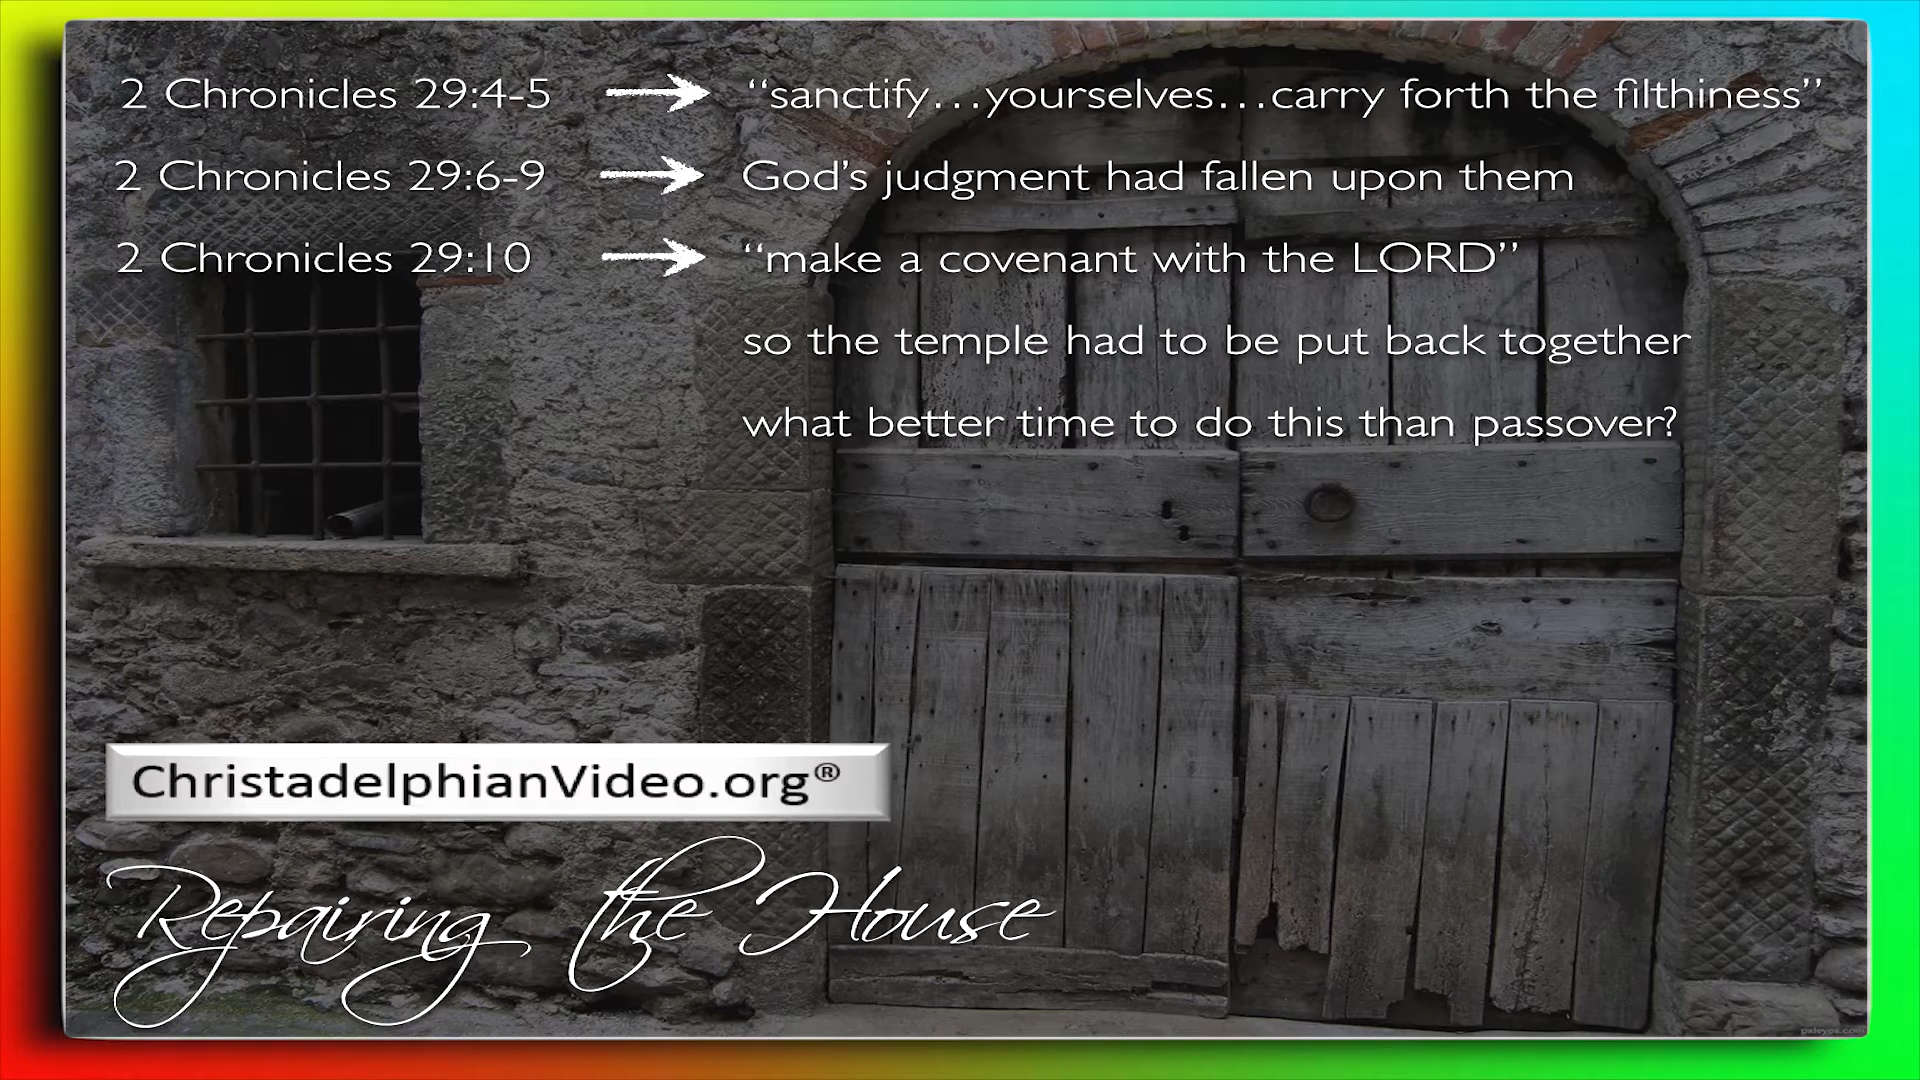 2 Chronicles 29:4-5 → “sanctify…yourselves…carry forth the filthiness”
2 Chronicles 29:6-9 → God’s judgment had fallen upon them
2 Chronicles 29:10 → “make a covenant with the LORD”
so the temple had to be put back together
what better time to do this than passover?
ChristadelphianVideo.org®
Repairing the House